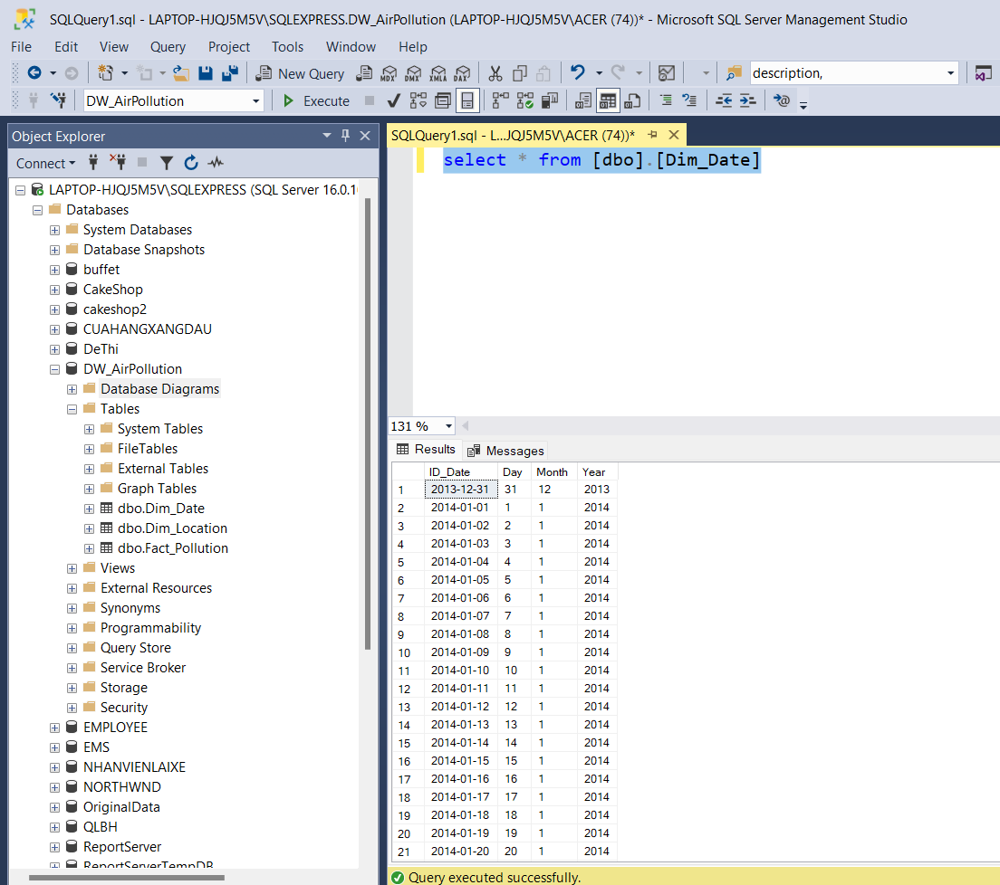 SQLQuery1.sql - LAPTOP-HJQJ5M5V\SQLEXPRESS.DW_AirPollution (LAPTOP-HJQJ5M5V\ACER (74))* - Microsoft SQL Server Management Studio
File Edit View Query Project Tools Window Help
New Query MDX DMX XMLA DAX description,
DW_AirPollution Execute
Object Explorer
Connect
LAPTOP-HJQJ5M5V\SQLEXPRESS (SQL Server 16.0.10
Databases
System Databases
Database Snapshots
buffet
CakeShop
cakeshop2
CUAHANGXANGDAU
DeThi
DW_AirPollution
Database Diagrams
Tables
System Tables
FileTables
External Tables
Graph Tables
dbo.Dim_Date
dbo.Dim_Location
dbo.Fact_Pollution
Views
External Resources
Synonyms
Programmability
Query Store
Service Broker
Storage
Security
EMPLOYEE
EMS
NHANVIENLAIXE
NORTHWND
OriginalData
QLBH
ReportServer
ReportServerTempDB
SQLQuery1.sql - L...JQJ5M5V\ACER (74))*
select * from [dbo].[Dim_Date]
131 %
Results Messages
ID_Date Day Month Year
1 2013-12-31 31 12 2013
2 2014-01-01 1 1 2014
3 2014-01-02 2 1 2014
4 2014-01-03 3 1 2014
5 2014-01-04 4 1 2014
6 2014-01-05 5 1 2014
7 2014-01-06 6 1 2014
8 2014-01-07 7 1 2014
9 2014-01-08 8 1 2014
10 2014-01-09 9 1 2014
11 2014-01-10 10 1 2014
12 2014-01-11 11 1 2014
13 2014-01-12 12 1 2014
14 2014-01-13 13 1 2014
15 2014-01-14 14 1 2014
16 2014-01-15 15 1 2014
17 2014-01-16 16 1 2014
18 2014-01-17 17 1 2014
19 2014-01-18 18 1 2014
20 2014-01-19 19 1 2014
21 2014-01-20 20 1 2014
Query executed successfully.